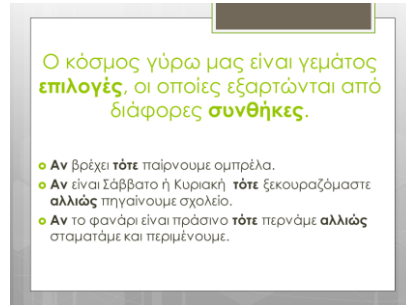 Ο κόσμος γύρω μας είναι γεμάτος
επιλογές, οι οποίες εξαρτώνται από
διάφορες συνθήκες.
Αν βρέχει τότε παίρνουμε ομπρέλα.
Αν είναι Σάββατο ή Κυριακή τότε ξεκουραζόμαστε
αλλιώς πηγαίνουμε σχολείο.
Αν το φανάρι είναι πράσινο τότε περνάμε αλλιώς
σταματάμε και περιμένουμε.